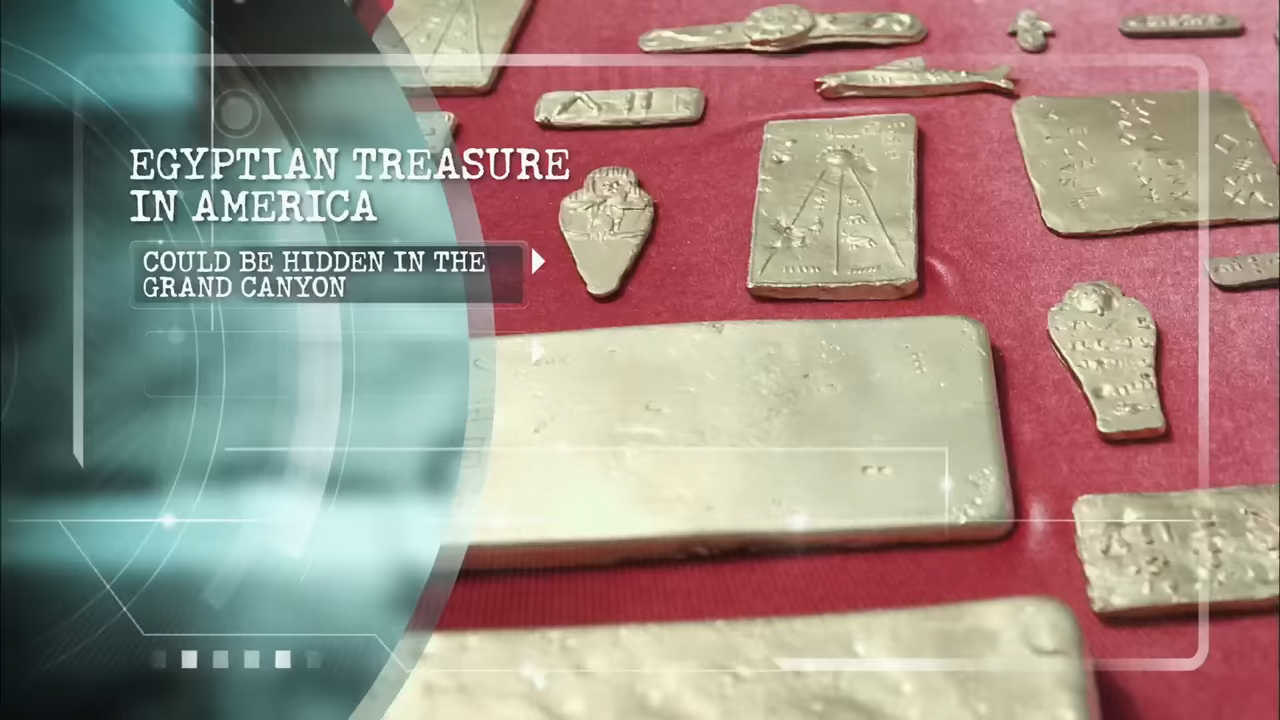 EGYPTIAN TREASURE
IN AMERICA
COULD BE HIDDEN IN THE
GRAND CANYON